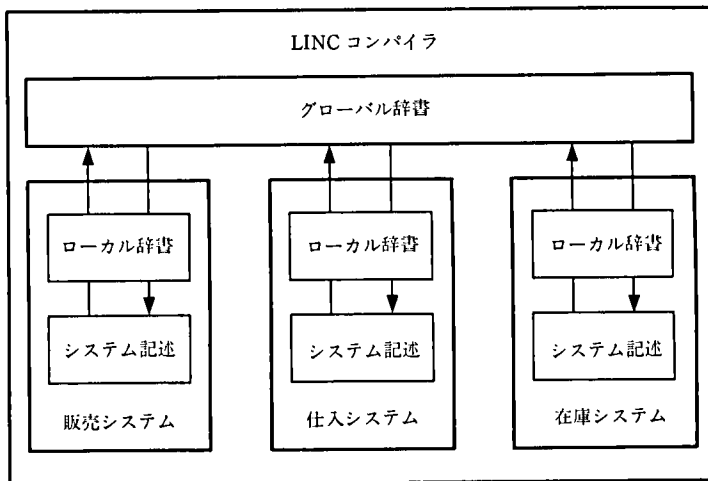 LINC コンパイラ
グローバル辞書
ローカル辞書
システム記述
販売システム
ローカル辞書
システム記述
仕入システム
ローカル辞書
システム記述
在庫システム